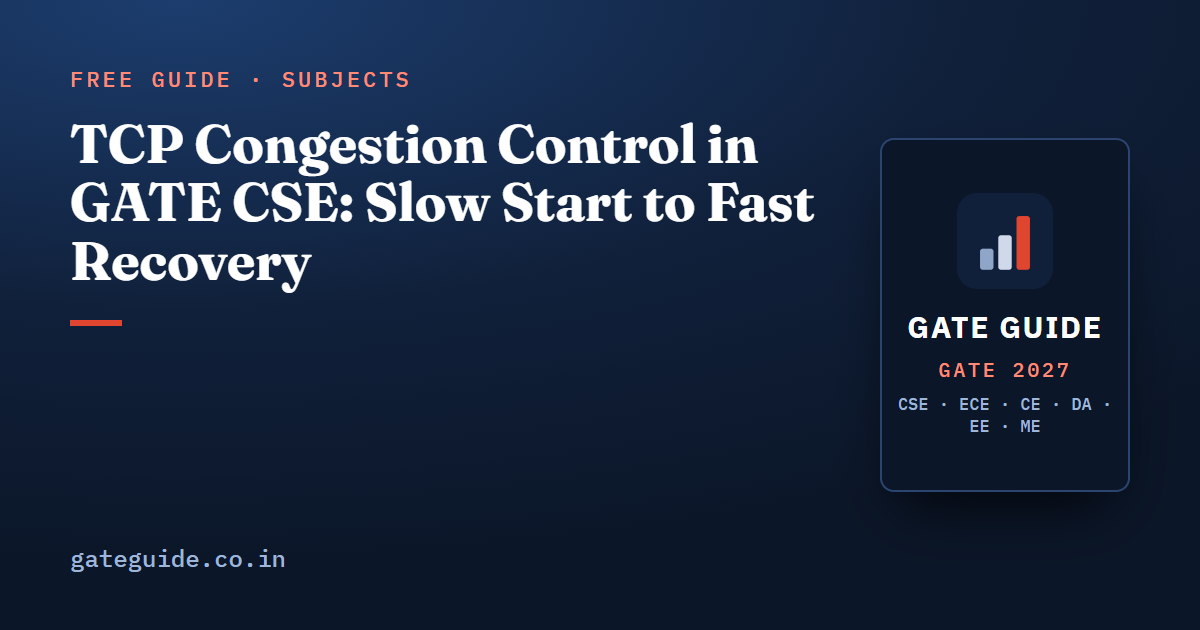 FREE GUIDE · SUBJECTS
TCP Congestion Control in
GATE CSE: Slow Start to Fast
Recovery
GATE GUIDE
GATE 2027
CSE · ECE · CE · DA ·
EE · ME
gateguide.co.in